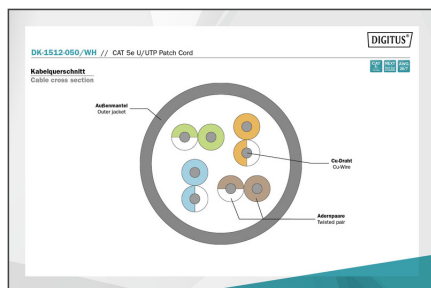 DIGITUS®
DK-1512-050/WH // CAT 5e U/UTP Patch Cord
Kabelquerschnitt
Cable cross section
Außenmantel
Outer jacket
Cu-Draht
Cu-Wire
Adernpaare
Twisted pair